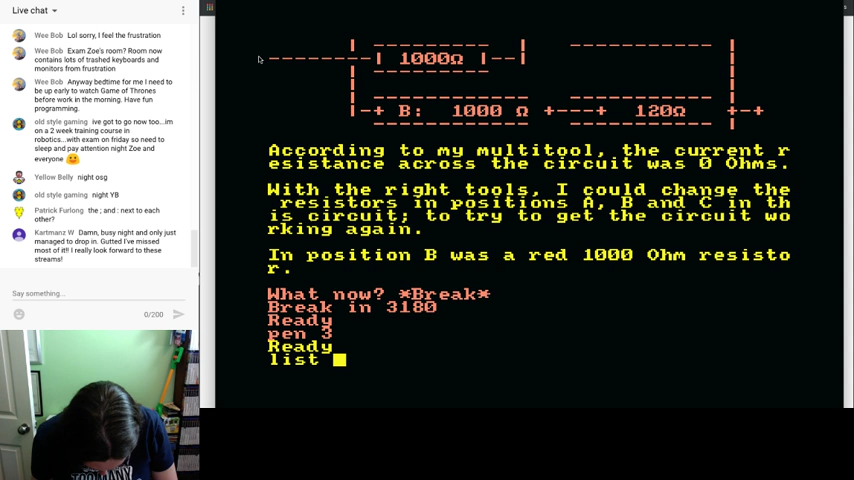 Live chat
Wee Bob Lol sorry, I feel the frustration
Wee Bob Exam Zoe's room? Room now
contains lots of trashed keyboards and
monitors from frustration
Wee Bob Anyway bedtime for me I need to
be up early to watch Game of Thrones
before work in the morning. Have fun
programming.
old style gaming ive got to go now too...im
on a 2 week training course in
robotics...with exam on friday so need to
sleep and pay attention night Zoe and
everyone
Yellow Belly night osg
old style gaming night YB
Patrick Furlong the ; and : next to each
other?
Kartmanz W Damn, busy night and only just
managed to drop in. Gutted I've missed
most of it!! I really look forward to these
streams!
Say something...
0/200
1000Ω
B: 1000 Ω
120Ω
According to my multitool, the current r
esistance across the circuit was 0 Ohms.
With the right tools, I could change the
resistors in positions A, B and C in th
is circuit; to try to get the circuit wo
rking again.
In position B was a red 1000 Ohm resisto
r.
What now? *Break*
Break in 3180
Ready
pen 3
Ready
list
TOO MANY